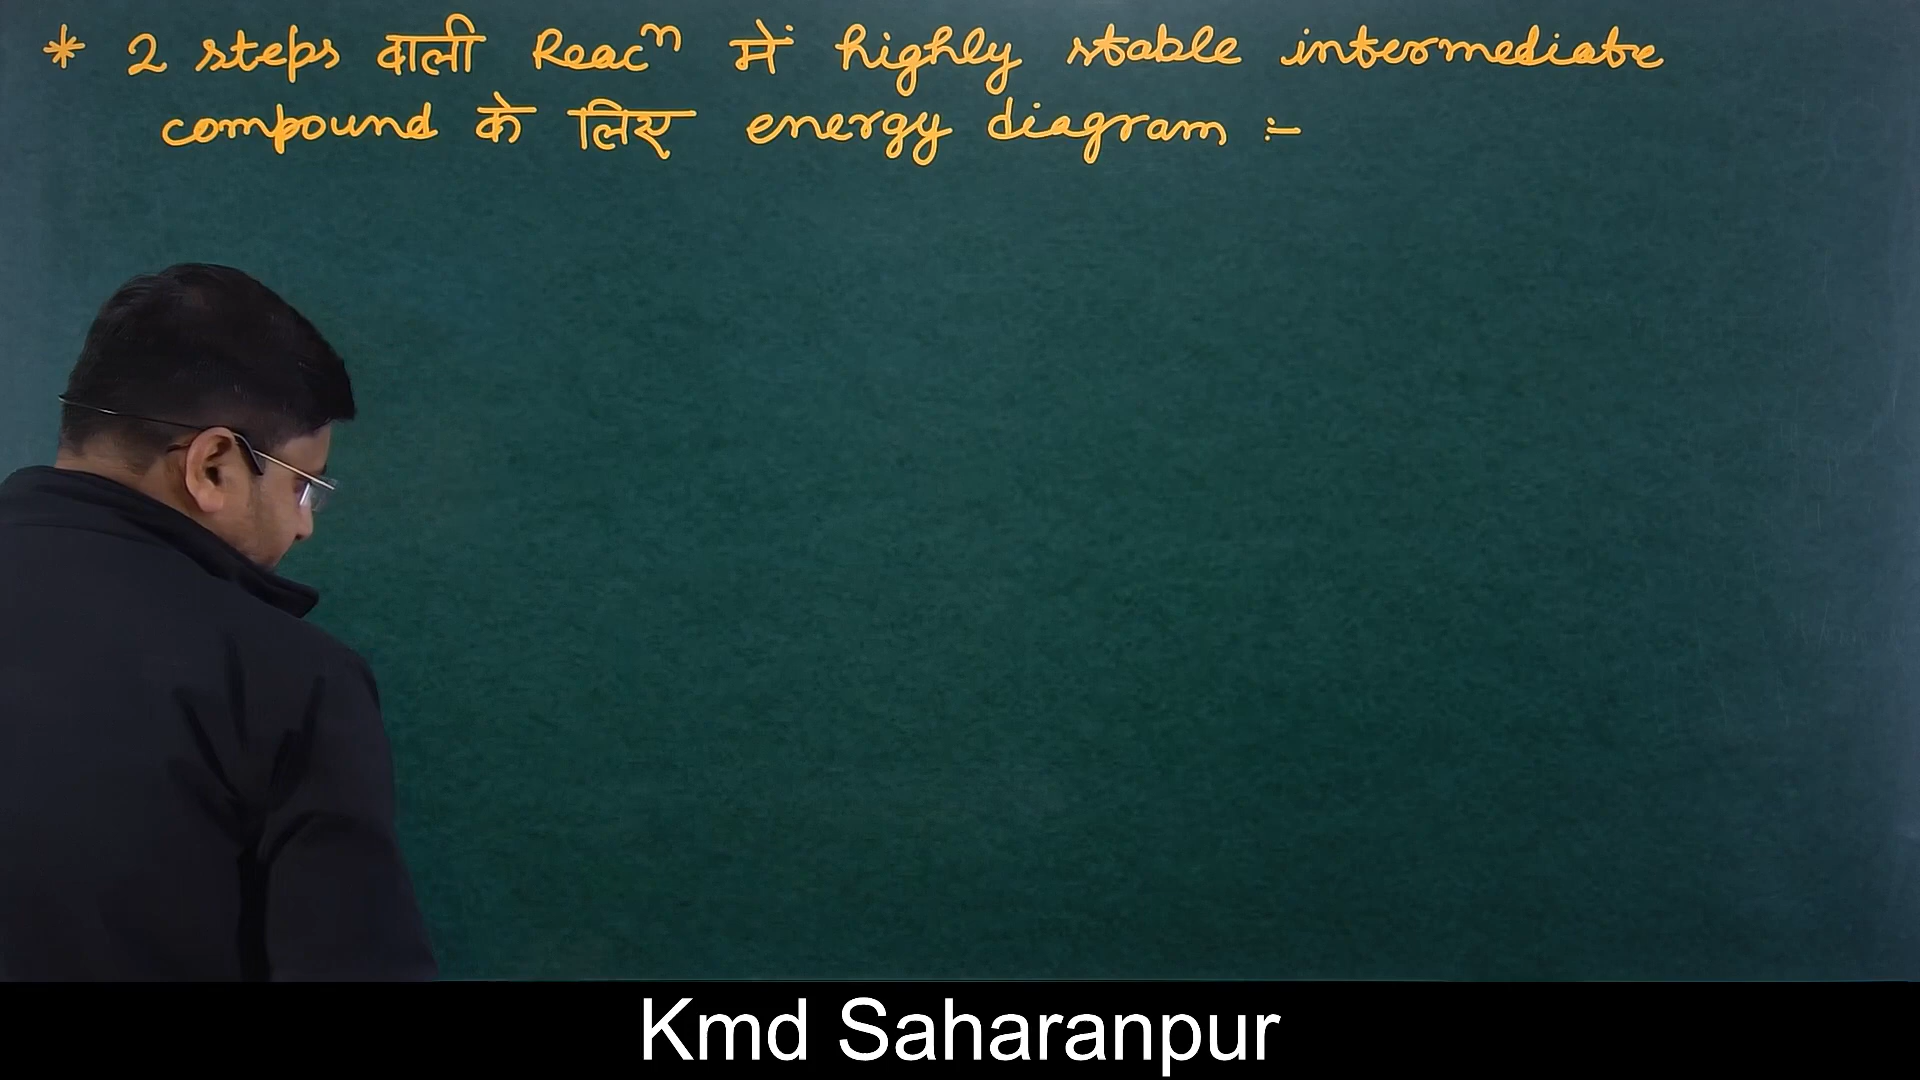 * 2 steps वाली Reacⁿ में highly stable intermediate
compound के लिए energy diagram :-
Kmd Saharanpur